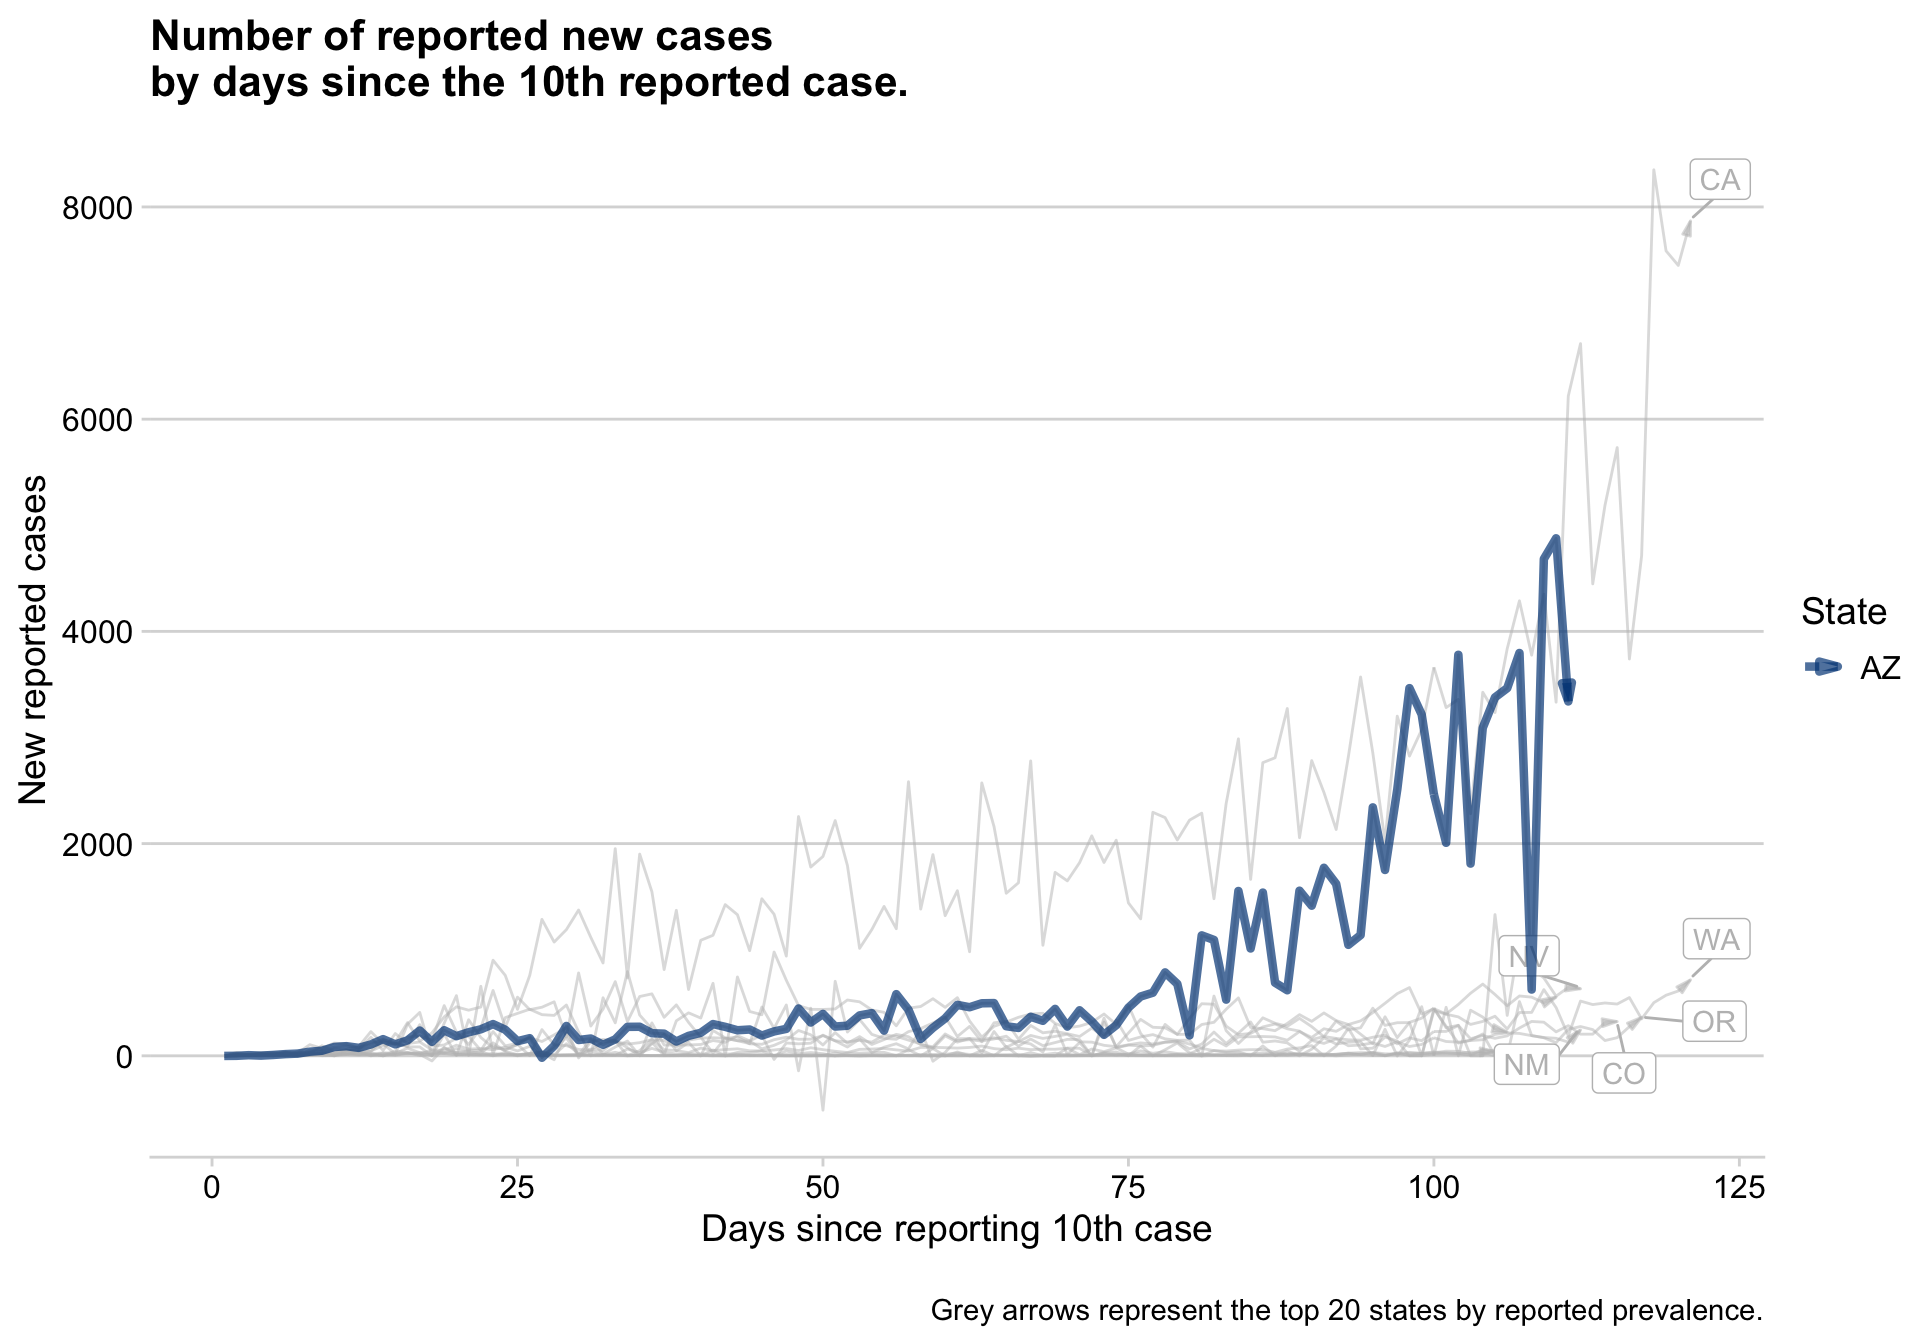 Number of reported new cases
by days since the 10th reported case.
New reported cases
8000
6000
4000
2000
0
CA
NV
WA
OR
NM
CO
State
AZ
0 25 50 75 100 125
Days since reporting 10th case
Grey arrows represent the top 20 states by reported prevalence.